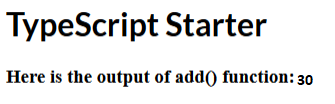 TypeScript Starter
Here is the output of add() function: 30